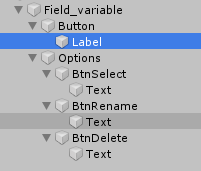 Field_variable
Button
Label
Options
BtnSelect
Text
BtnRename
Text
BtnDelete
Text